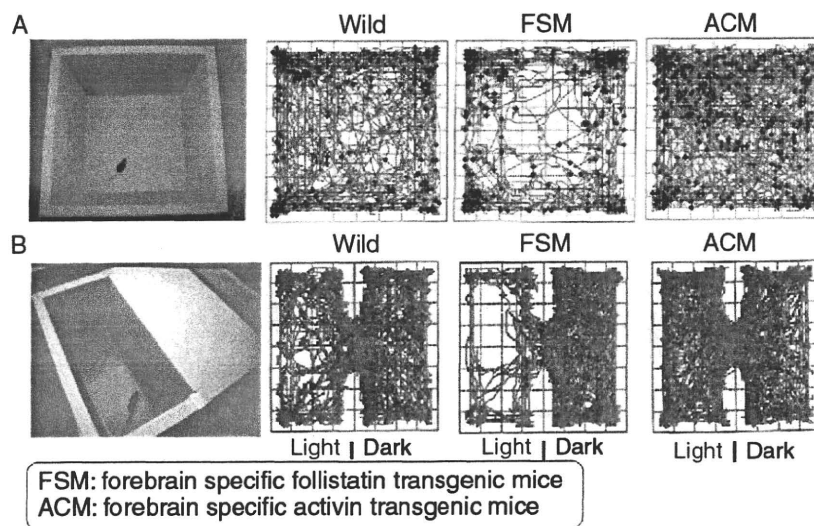 A
Wild FSM ACM
B
Wild FSM ACM
Light | Dark Light | Dark Light | Dark
FSM: forebrain specific follistatin transgenic mice
ACM: forebrain specific activin transgenic mice